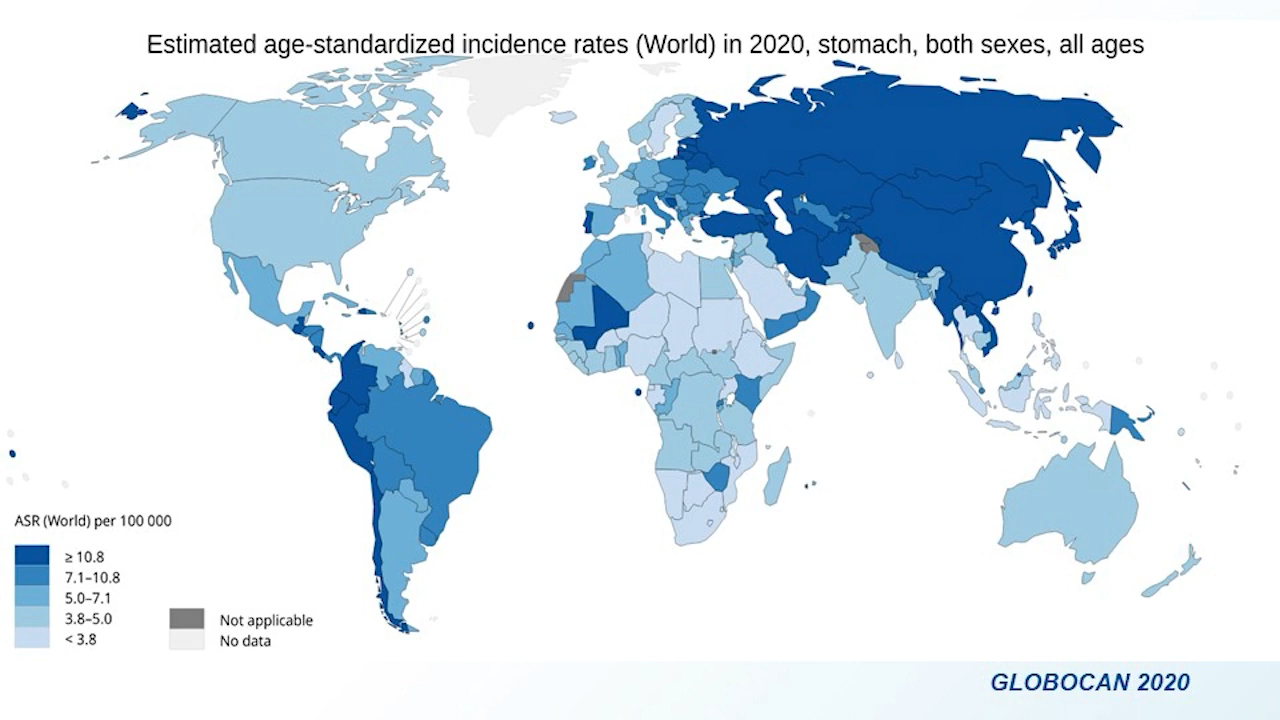 Estimated age-standardized incidence rates (World) in 2020, stomach, both sexes, all ages
ASR (World) per 100 000
≥ 10.8
7.1–10.8
5.0–7.1
3.8–5.0
< 3.8
Not applicable
No data
GLOBOCAN 2020